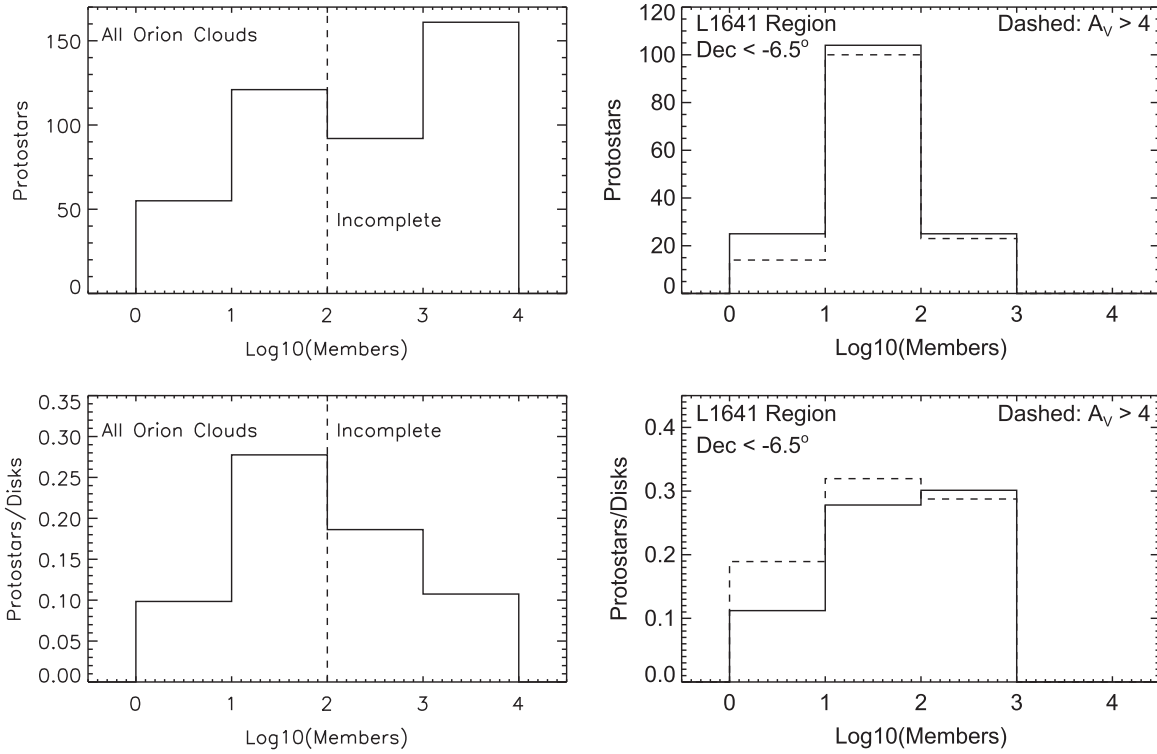 All Orion Clouds
Incomplete
150
100
50
0
0 1 2 3 4
Protostars
Log10(Members)
L1641 Region
Dashed: A_V > 4
Dec < -6.5°
120
100
80
60
40
20
0
0 1 2 3 4
Protostars
Log10(Members)
All Orion Clouds
Incomplete
0.35
0.30
0.25
0.20
0.15
0.10
0.05
0.00
0 1 2 3 4
Protostars/Disks
Log10(Members)
L1641 Region
Dashed: A_V > 4
Dec < -6.5°
0.4
0.3
0.2
0.1
0.0
0 1 2 3 4
Protostars/Disks
Log10(Members)